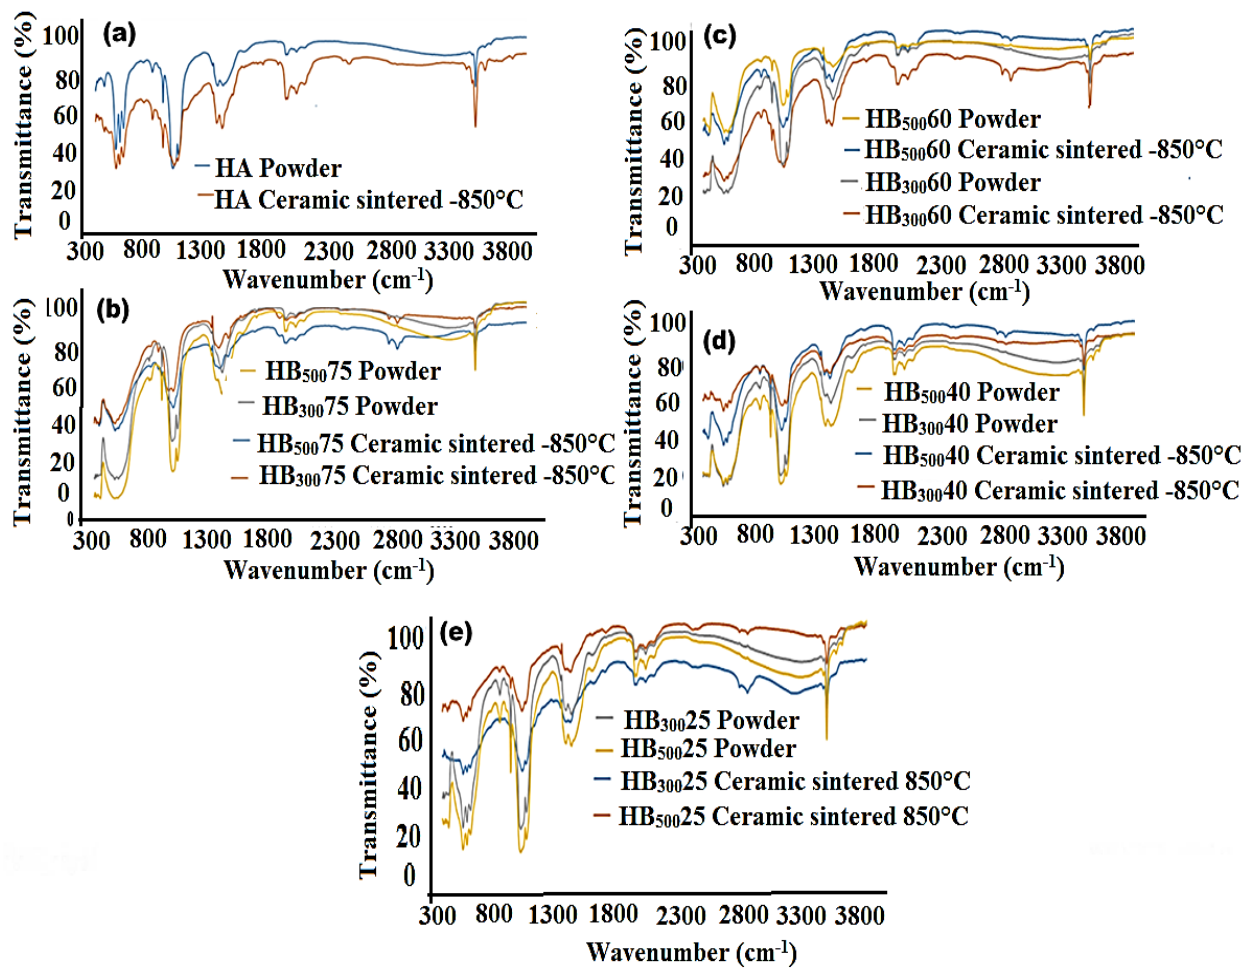 (a)
Transmittance (%)
100
80
60
40
20
0
HA Powder
HA Ceramic sintered -850°C
300 800 1300 1800 2300 2800 3300 3800
Wavenumber (cm-1)
(c)
Transmittance (%)
100
80
60
40
20
0
HB50060 Powder
HB50060 Ceramic sintered -850°C
HB30060 Powder
HB30060 Ceramic sintered -850°C
300 800 1300 1800 2300 3300 3800
Wavenumber (cm-1)
(b)
Transmittance (%)
100
80
60
40
20
0
0
HB50075 Powder
HB30075 Powder
HB50075 Ceramic sintered -850°C
HB30075 Ceramic sintered -850°C
300 800 1300 1800 2300 2800 3300 3800
Wavenumber (cm-1)
(d)
Transmittance (%)
100
80
60
40
20
0
HB50040 Powder
HB30040 Powder
HB50040 Ceramic sintered -850°C
HB30040 Ceramic sintered -850°C
300 800 1300 1800 2300 2800 3300 3800
Wavenumber (cm-1)
(e)
Transmittance (%)
100
80
60
40
20
0
HB30025 Powder
HB50025 Powder
HB30025 Ceramic sintered 850°C
HB50025 Ceramic sintered 850°C
300 800 1300 1800 2300 2800 3300 3800
Wavenumber (cm-1)